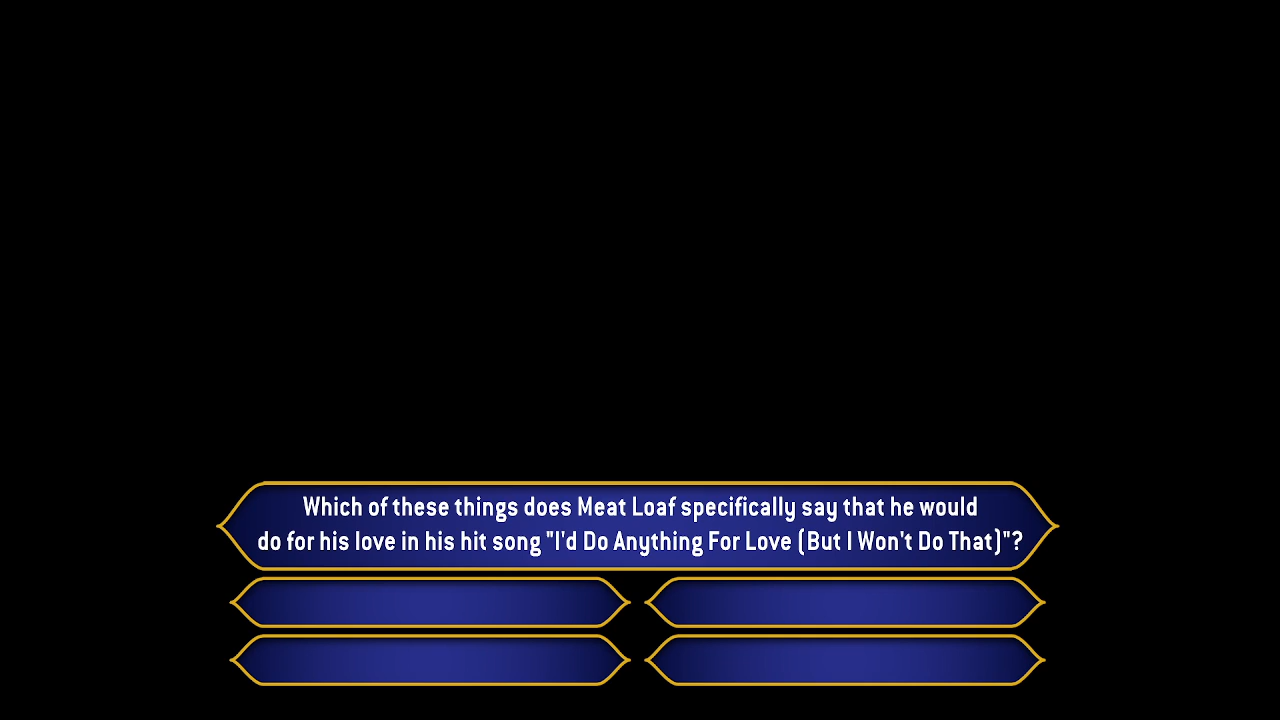 Which of these things does Meat Loaf specifically say that he would
do for his love in his hit song "I'd Do Anything For Love (But I Won't Do That)"?